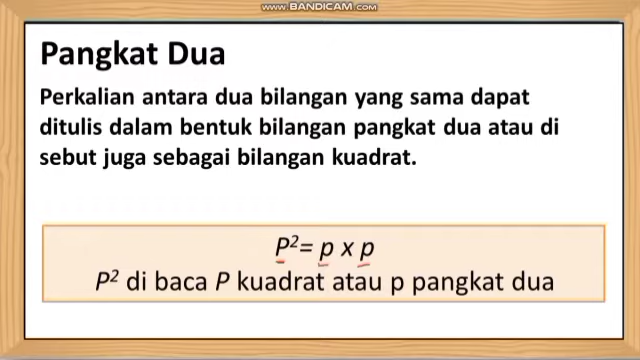 www.BANDICAM.com
Pangkat Dua
Perkalian antara dua bilangan yang sama dapat
ditulis dalam bentuk bilangan pangkat dua atau di
sebut juga sebagai bilangan kuadrat.
P²= p x p
P² di baca P kuadrat atau p pangkat dua